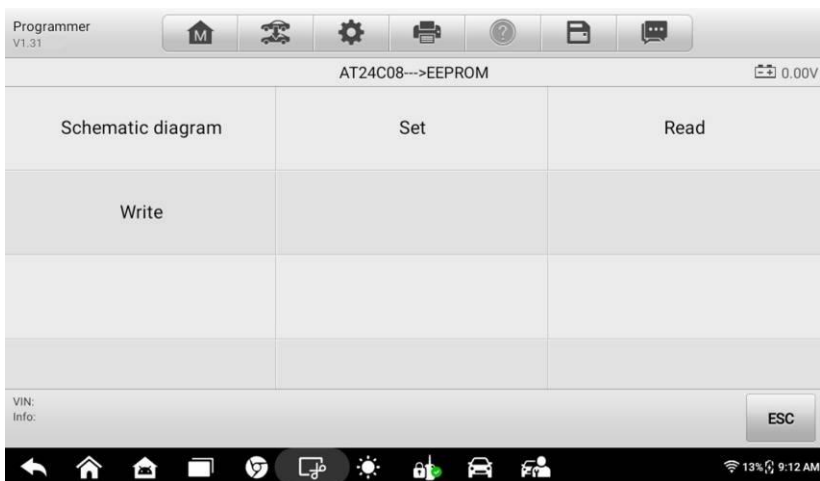 Programmer
V1.31
M
?
AT24C08--->EEPROM
0.00V
Schematic diagram
Set
Read
Write
VIN:
Info:
ESC
13%
9:12 AM